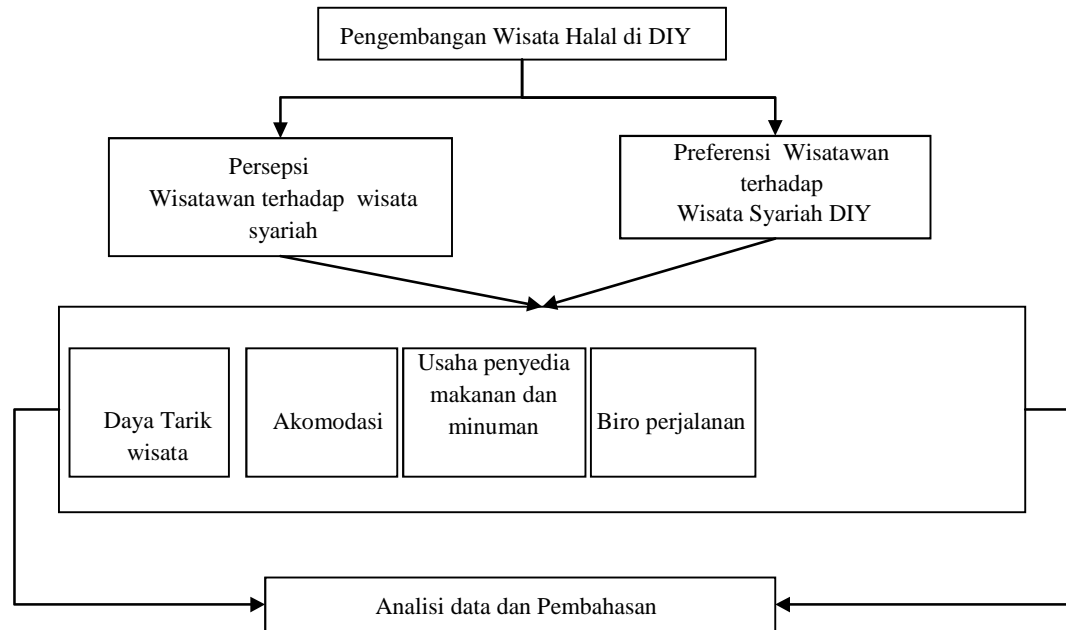 Pengembangan Wisata Halal di DIY
Persepsi
Wisatawan terhadap wisata
syariah
Preferensi Wisatawan
terhadap
Wisata Syariah DIY
Daya Tarik
wisata
Akomodasi
Usaha penyedia
makanan dan
minuman
Biro perjalanan
Analisi data dan Pembahasan